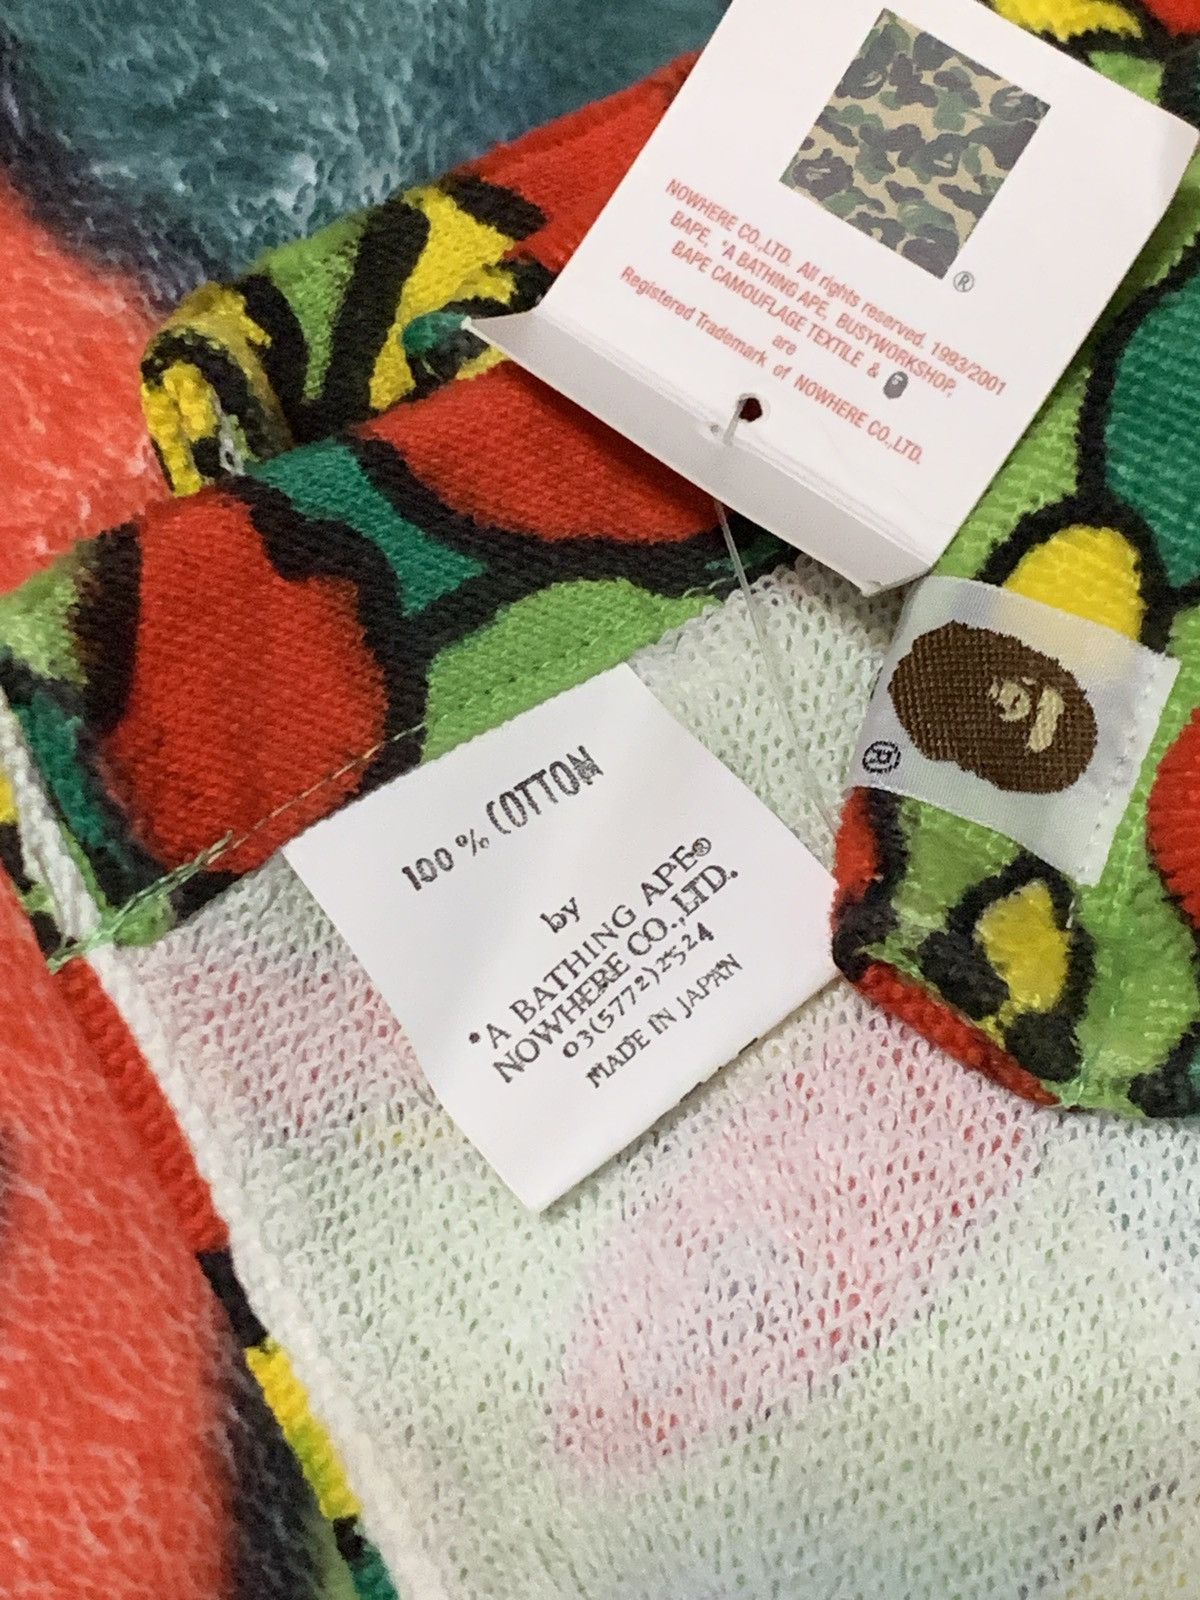 NOWHERE CO.,LTD. All rights reserved. 1993/2001
BAPE, *A BATHING APE, BUSYWORKSHOP,
BAPE CAMOUFLAGE TEXTILE &
are
Registered Trademark of NOWHERE CO.,LTD.
®
100% COTTON
by
*A BATHING APE®
NOWHERE CO.,LTD.
03(5772)2524
MADE IN JAPAN
®